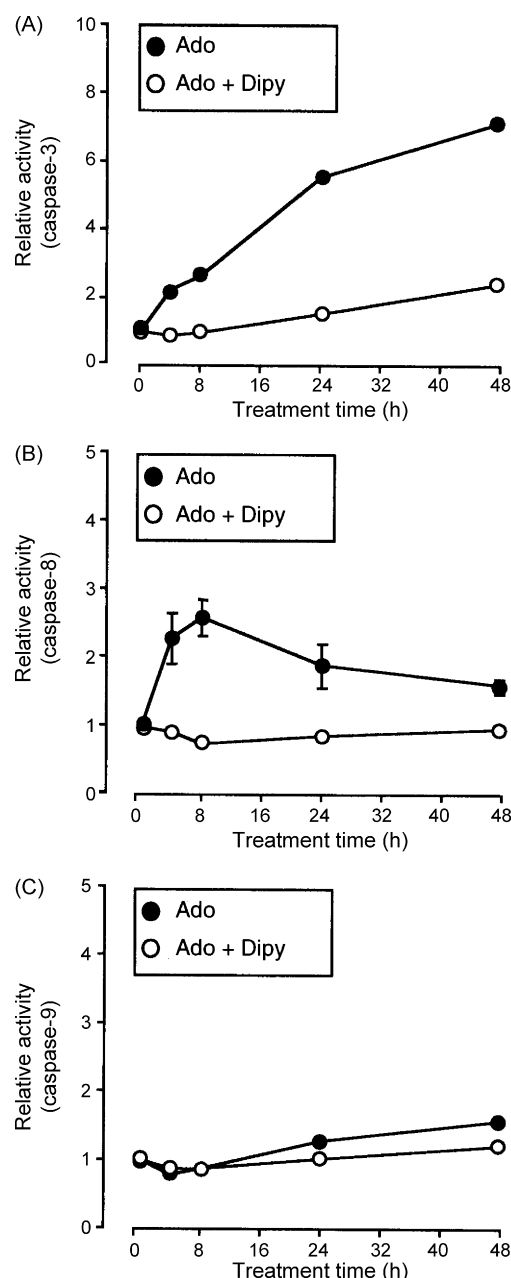 (A)
10
8
6
4
2
0
Relative activity
(caspase-3)
Ado
Ado + Dipy
0 8 16 24 32 40 48
Treatment time (h)
(B)
5
4
3
2
1
0
Relative activity
(caspase-8)
Ado
Ado + Dipy
0 8 16 24 32 40 48
Treatment time (h)
(C)
5
4
3
2
1
0
Relative activity
(caspase-9)
Ado
Ado + Dipy
0 8 16 24 32 40 48
Treatment time (h)